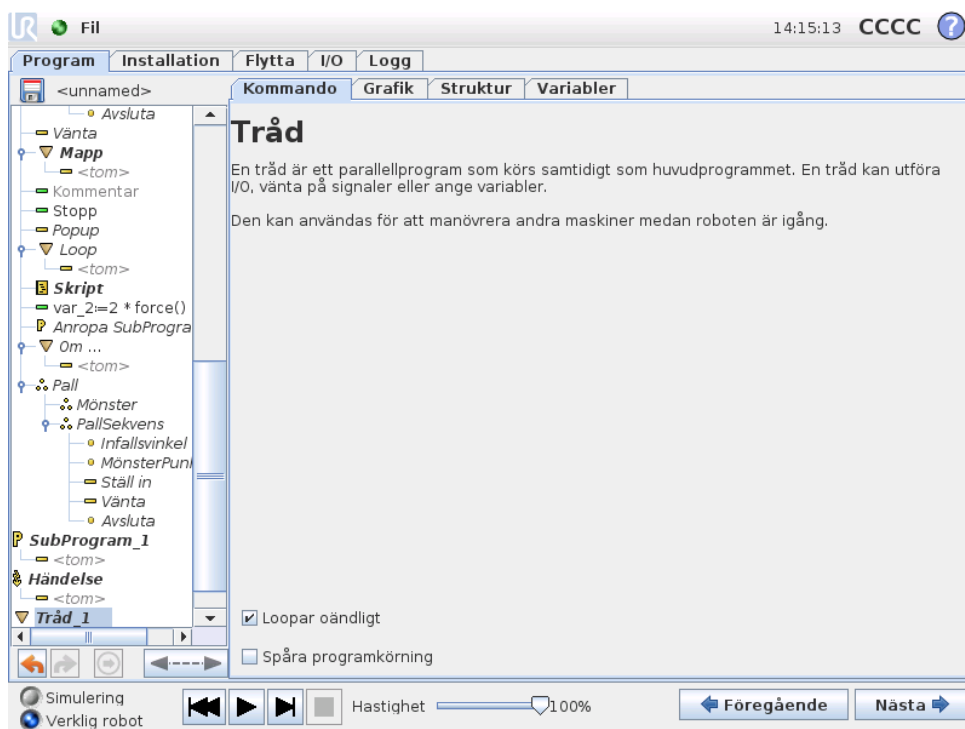 UR Fil 14:15:13 CCCC ?
Program Installation Flytta I/O Logg
<unnamed>
Kommando Grafik Struktur Variabler
Avsluta
Vänta
Mapp
<tom>
Kommentar
Stopp
Popup
Loop
<tom>
Skript
var_2:=2 * force()
P Anropa SubProgra
Om ...
<tom>
Pall
Mönster
PallSekvens
Infallsvinkel
MönsterPunl
Ställ in
Vänta
Avsluta
P SubProgram_1
<tom>
Händelse
<tom>
Tråd_1
Tråd
En tråd är ett parallellprogram som körs samtidigt som huvudprogrammet. En tråd kan utföra
I/O, vänta på signaler eller ange variabler.
Den kan användas för att manövrera andra maskiner medan roboten är igång.
Loopar oändligt
Spåra programkörning
Simulering
Verklig robot
Hastighet 100%
Föregående Nästa